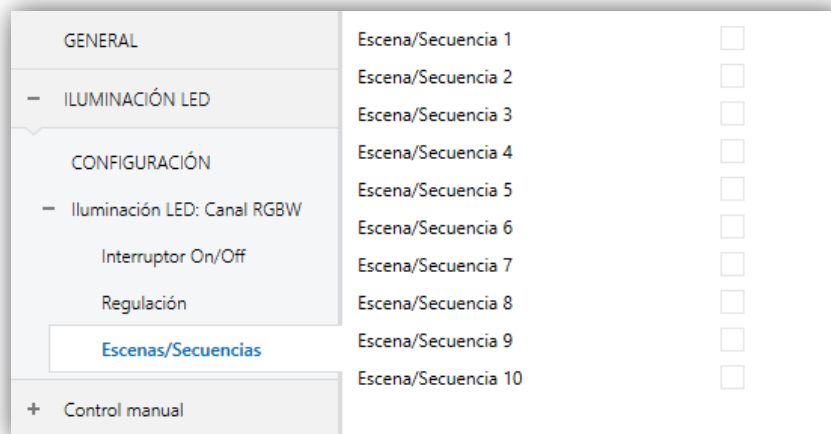 GENERAL
− ILUMINACIÓN LED
CONFIGURACIÓN
− Iluminación LED: Canal RGBW
Interruptor On/Off
Regulación
Escenas/Secuencias
+ Control manual
Escena/Secuencia 1
Escena/Secuencia 2
Escena/Secuencia 3
Escena/Secuencia 4
Escena/Secuencia 5
Escena/Secuencia 6
Escena/Secuencia 7
Escena/Secuencia 8
Escena/Secuencia 9
Escena/Secuencia 10